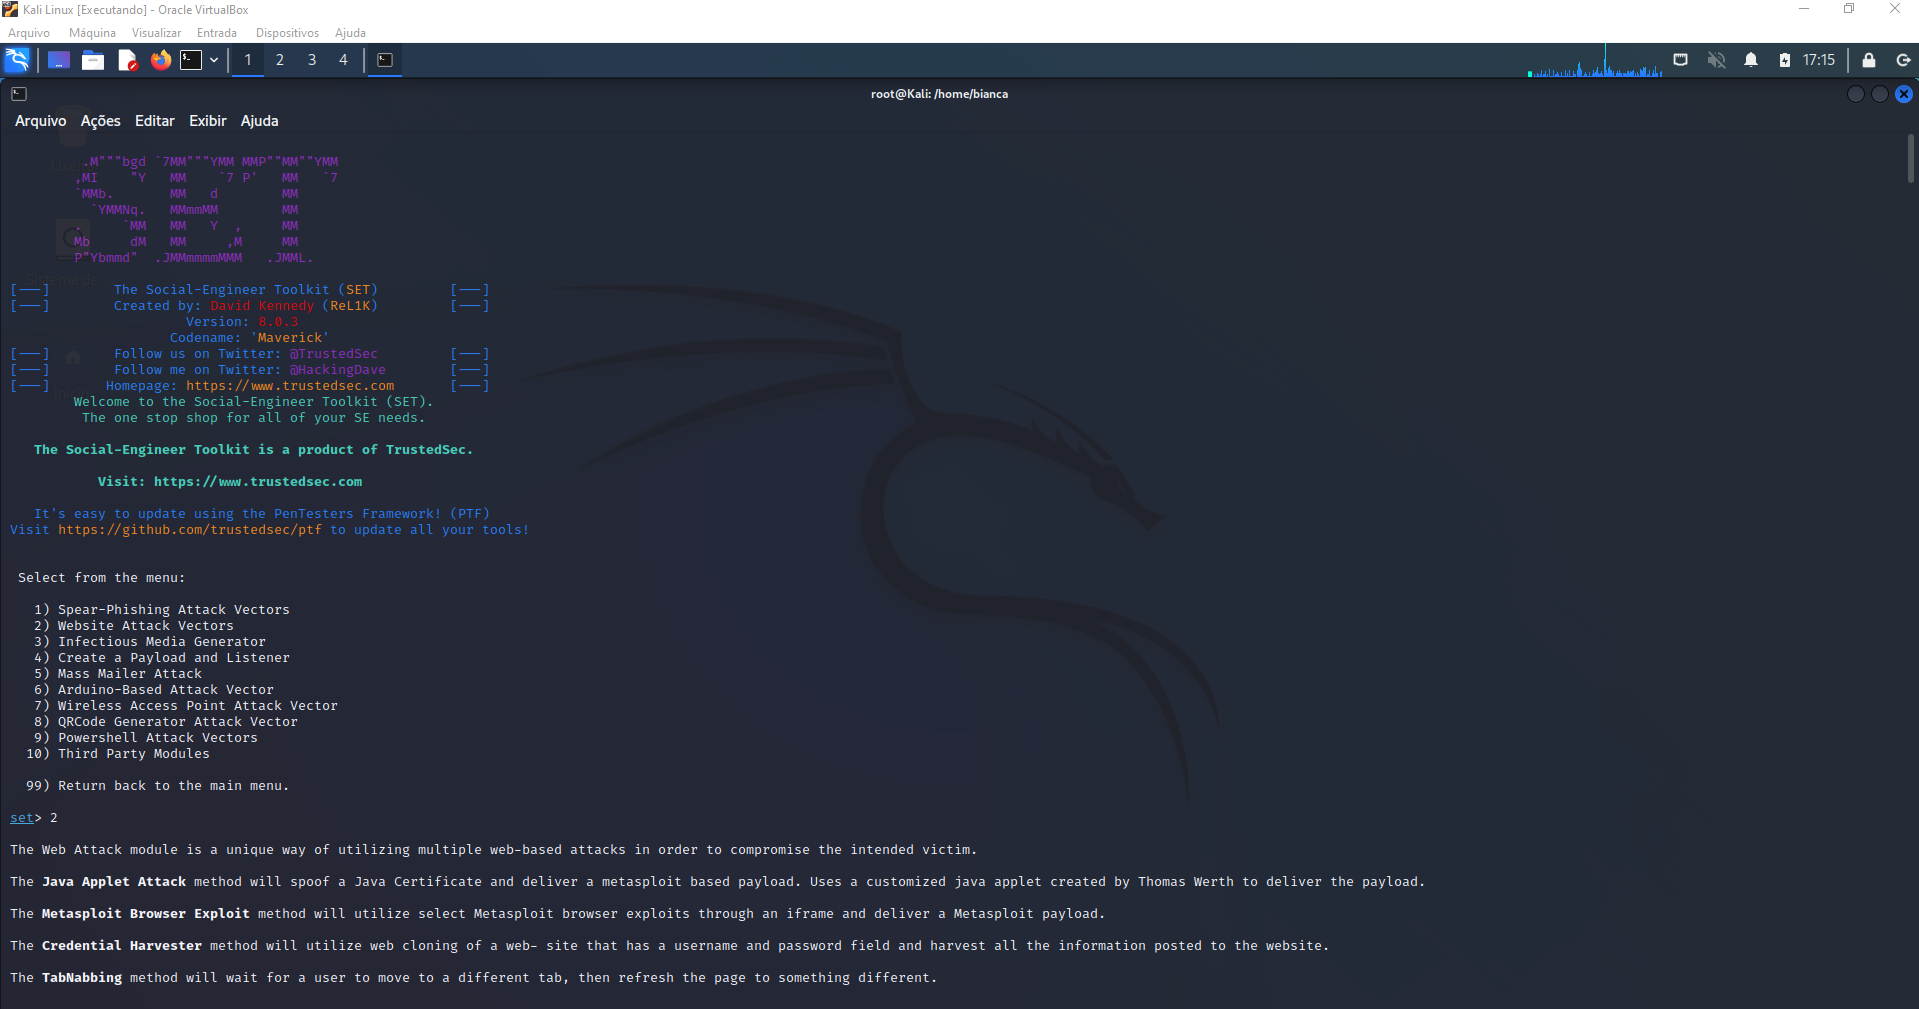 Kali Linux [Executando] - Oracle VirtualBox
Arquivo Máquina Visualizar Entrada Dispositivos Ajuda
1 2 3 4 17:15
root@Kali: /home/bianca
Arquivo Ações Editar Exibir Ajuda
.M"""bgd `7MM"""YMM MMP""MM""YMM
,MI "Y MM `7 P' MM `7
`MMb. MM d MM
`YMMNq. MMmmMM MM
. `MM MM Y , MM
Mb dM MM ,M MM
P"Ybmmd" .JMMmmmmMMM .JMML.
[---] The Social-Engineer Toolkit (SET) [---]
[---] Created by: David Kennedy (ReL1K) [---]
Version: 8.0.3
Codename: 'Maverick'
[---] Follow us on Twitter: @TrustedSec [---]
[---] Follow me on Twitter: @HackingDave [---]
[---] Homepage: https://www.trustedsec.com [---]
Welcome to the Social-Engineer Toolkit (SET).
The one stop shop for all of your SE needs.
The Social-Engineer Toolkit is a product of TrustedSec.
Visit: https://www.trustedsec.com
It's easy to update using the PenTesters Framework! (PTF)
Visit https://github.com/trustedsec/ptf to update all your tools!
Select from the menu:
1) Spear-Phishing Attack Vectors
2) Website Attack Vectors
3) Infectious Media Generator
4) Create a Payload and Listener
5) Mass Mailer Attack
6) Arduino-Based Attack Vector
7) Wireless Access Point Attack Vector
8) QRCode Generator Attack Vector
9) Powershell Attack Vectors
10) Third Party Modules
99) Return back to the main menu.
set> 2
The Web Attack module is a unique way of utilizing multiple web-based attacks in order to compromise the intended victim.
The Java Applet Attack method will spoof a Java Certificate and deliver a metasploit based payload. Uses a customized java applet created by Thomas Werth to deliver the payload.
The Metasploit Browser Exploit method will utilize select Metasploit browser exploits through an iframe and deliver a Metasploit payload.
The Credential Harvester method will utilize web cloning of a web- site that has a username and password field and harvest all the information posted to the website.
The TabNabbing method will wait for a user to move to a different tab, then refresh the page to something different.